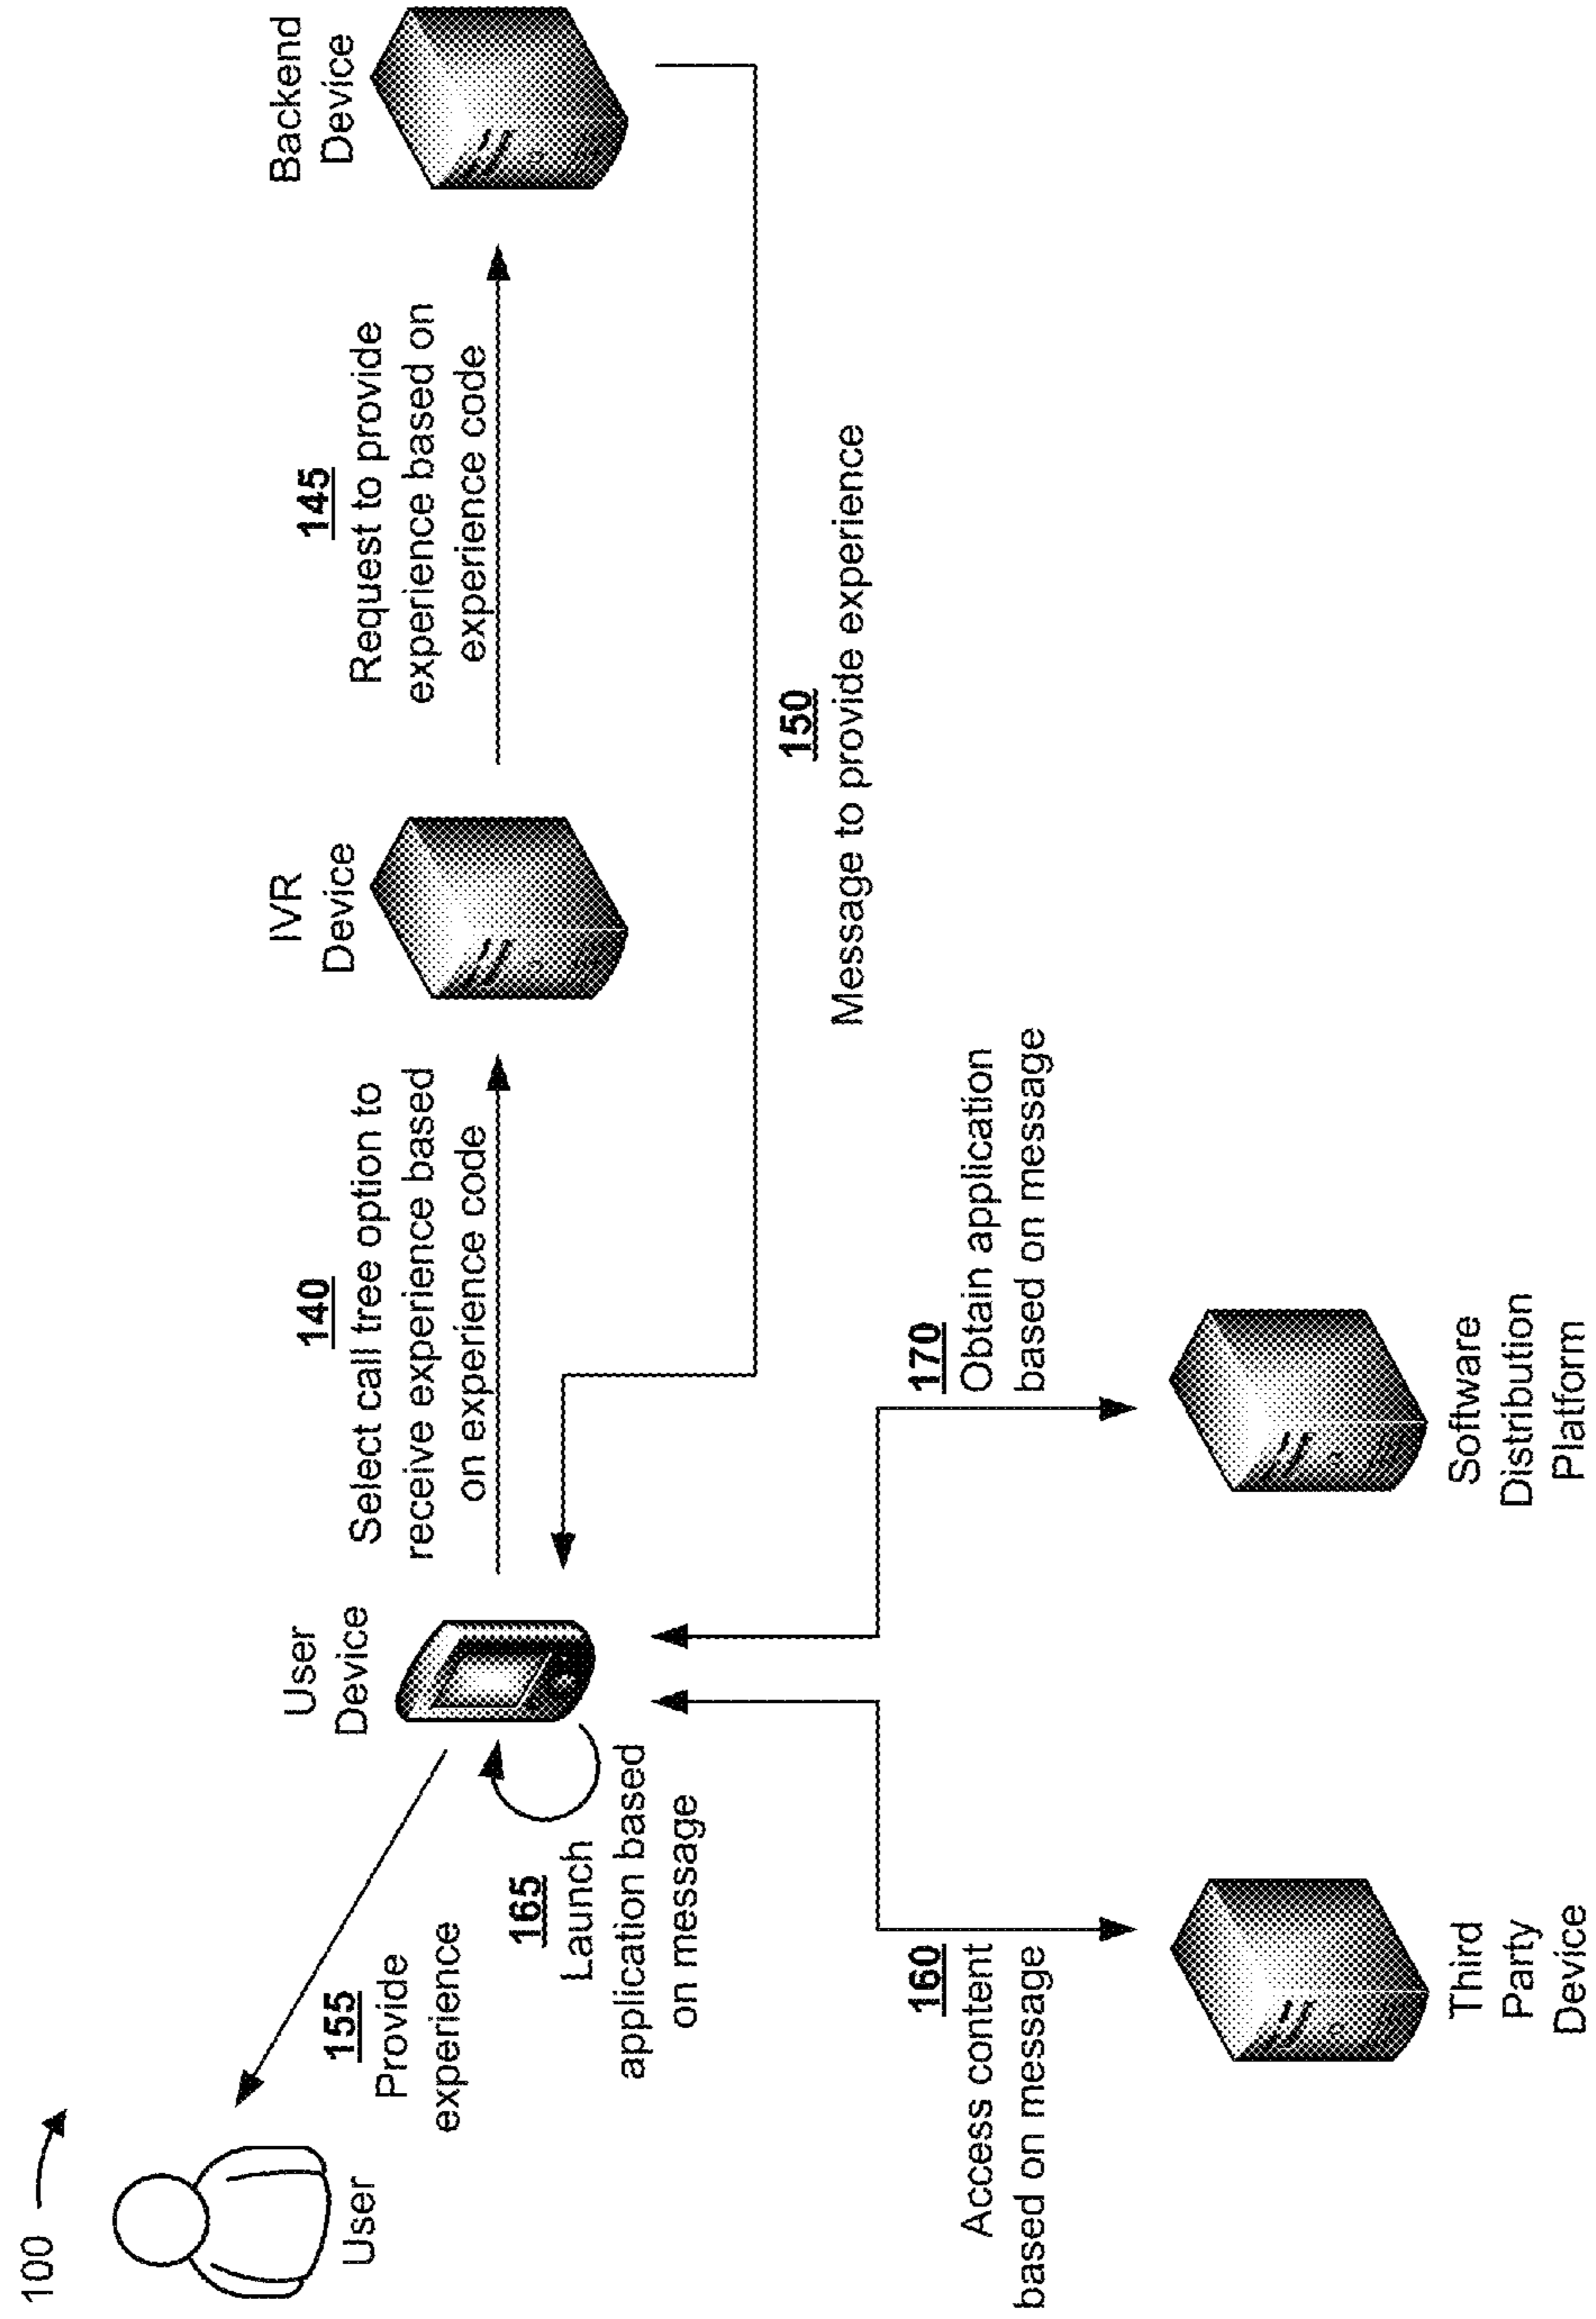 100
User
155
Provide
experience
User
Device
165
Launch
application based
on message
140
Select call tree option to
receive experience based
on experience code
IVR
Device
145
Request to provide
experience based on
experience code
Backend
Device
150
Message to provide experience
160
Access content
based on message
170
Obtain application
based on message
Third
Party
Device
Software
Distribution
Platform